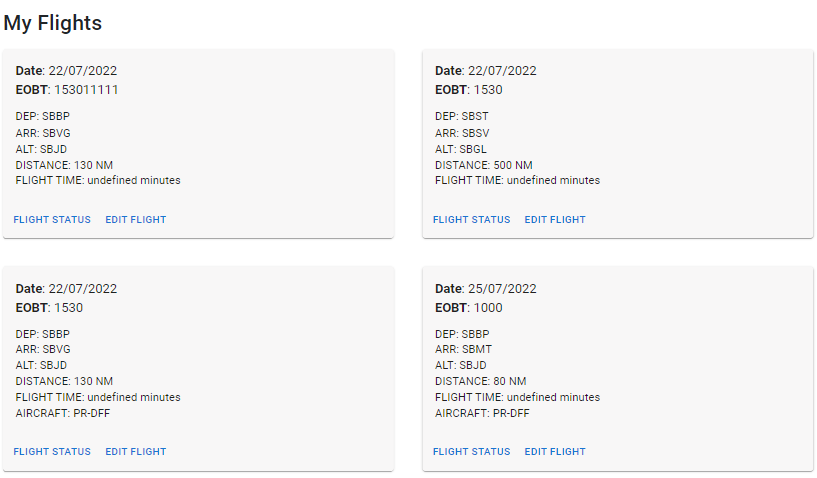 My Flights
Date: 22/07/2022
EOBT: 153011111
DEP: SBBP
ARR: SBVG
ALT: SBJD
DISTANCE: 130 NM
FLIGHT TIME: undefined minutes
FLIGHT STATUS EDIT FLIGHT
Date: 22/07/2022
EOBT: 1530
DEP: SBST
ARR: SBSV
ALT: SBGL
DISTANCE: 500 NM
FLIGHT TIME: undefined minutes
FLIGHT STATUS EDIT FLIGHT
Date: 22/07/2022
EOBT: 1530
DEP: SBBP
ARR: SBVG
ALT: SBJD
DISTANCE: 130 NM
FLIGHT TIME: undefined minutes
AIRCRAFT: PR-DFF
FLIGHT STATUS EDIT FLIGHT
Date: 25/07/2022
EOBT: 1000
DEP: SBBP
ARR: SBMT
ALT: SBJD
DISTANCE: 80 NM
FLIGHT TIME: undefined minutes
AIRCRAFT: PR-DFF
FLIGHT STATUS EDIT FLIGHT